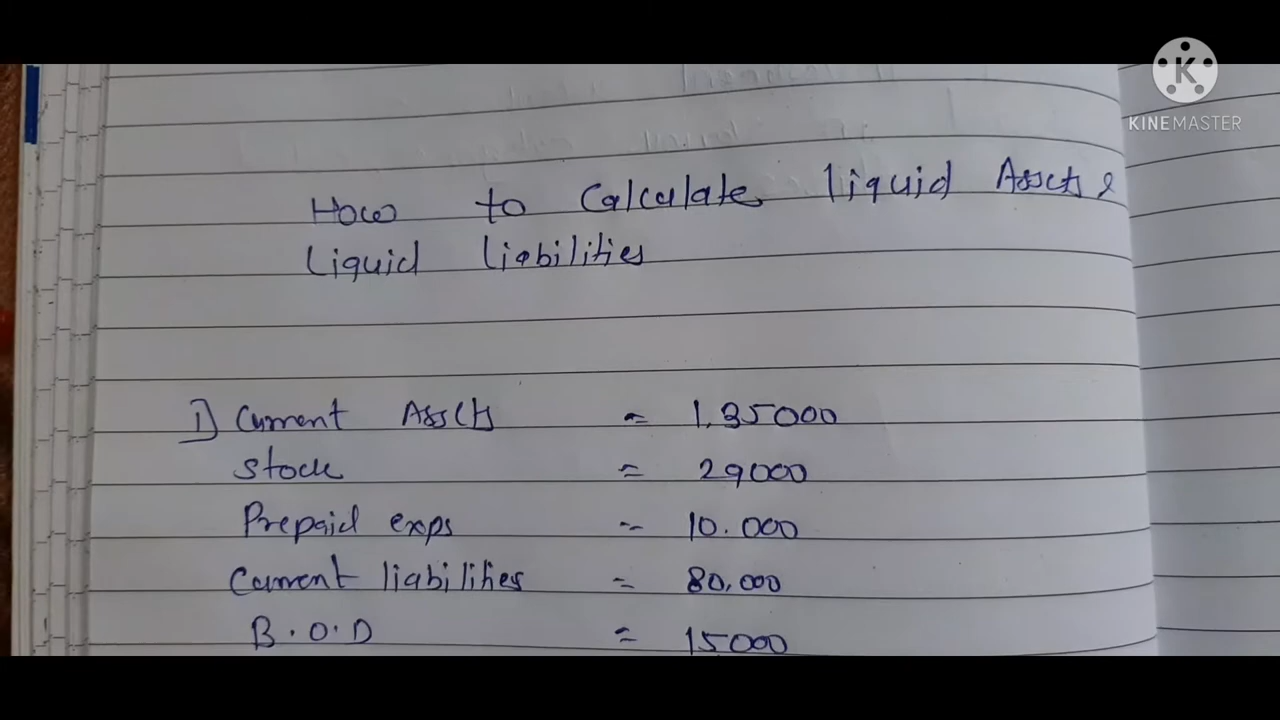 KINEMASTER
How to Calculate liquid Assets &
Liquid liabilities
1] Current Assets = 1,35000
Stock = 29000
Prepaid exps = 10.000
Current liabilities = 80,000
B.O.D = 15000